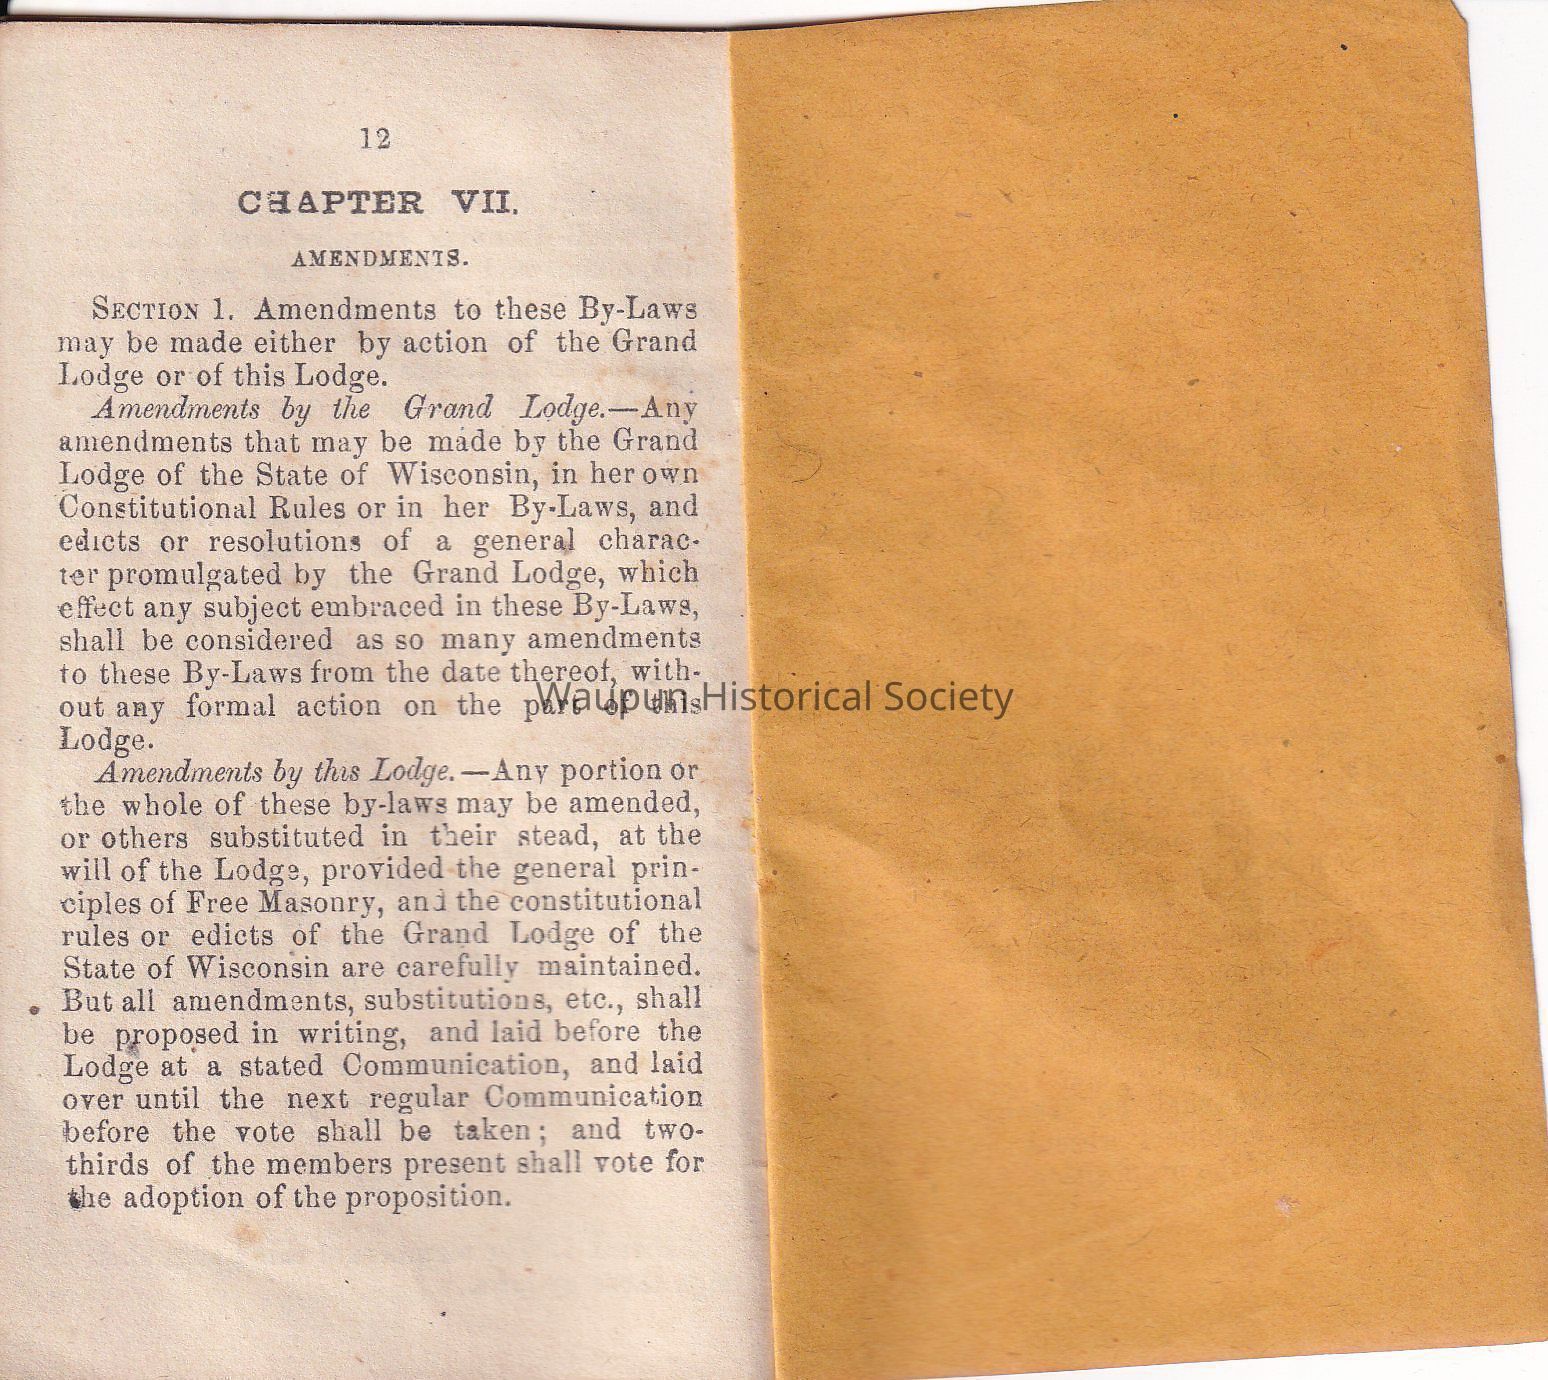 12
CHAPTER VII.
AMENDMENTS.
SECTION 1. Amendments to these By-Laws
may be made either by action of the Grand
Lodge or of this Lodge.
Amendments by the Grand Lodge.—Any
amendments that may be made by the Grand
Lodge of the State of Wisconsin, in her own
Constitutional Rules or in her By-Laws, and
edicts or resolutions of a general charac-
ter promulgated by the Grand Lodge, which
effect any subject embraced in these By-Laws,
shall be considered as so many amendments
to these By-Laws from the date thereof, with-
out any formal action on the part of this
Lodge.
Amendments by this Lodge.—Any portion or
the whole of these by-laws may be amended,
or others substituted in their stead, at the
will of the Lodge, provided the general prin-
ciples of Free Masonry, and the constitutional
rules or edicts of the Grand Lodge of the
State of Wisconsin are carefully maintained.
But all amendments, substitutions, etc., shall
be proposed in writing, and laid before the
Lodge at a stated Communication, and laid
over until the next regular Communication
before the vote shall be taken; and two-
thirds of the members present shall vote for
the adoption of the proposition.
Waupun Historical Society